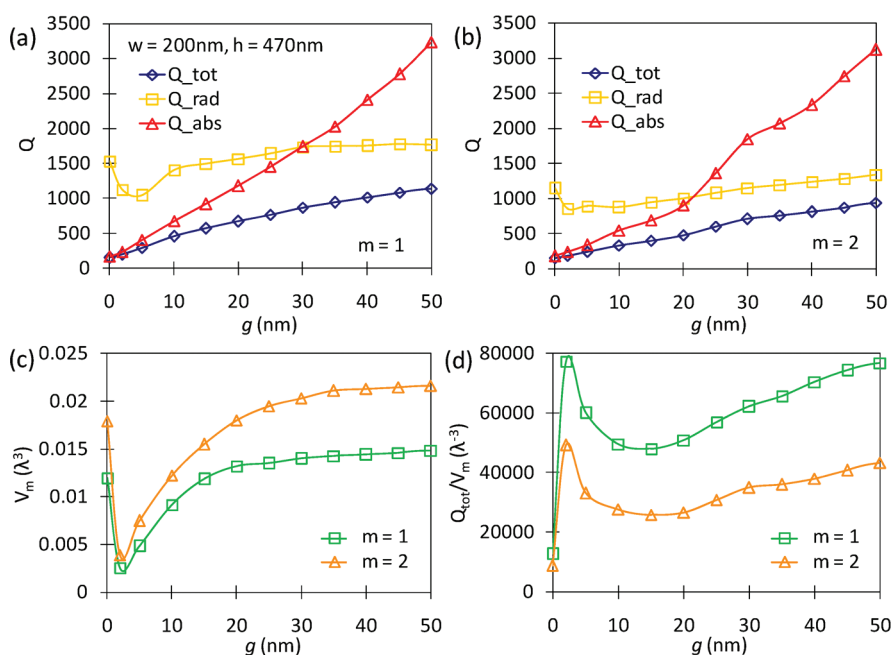 (a)
3500
3000
2500
2000
1500
1000
500
0
Q
w = 200nm, h = 470nm
Q_tot
Q_rad
Q_abs
m = 1
0 10 20 30 40 50
g (nm)
(b)
3500
3000
2500
2000
1500
1000
500
0
Q
Q_tot
Q_rad
Q_abs
m = 2
0 10 20 30 40 50
g (nm)
(c)
0.025
0.02
0.015
0.01
0.005
0
Vm (λ³)
m = 1
m = 2
0 10 20 30 40 50
g (nm)
(d)
80000
60000
40000
20000
0
Qtot/Vm (λ⁻³)
m = 1
m = 2
0 10 20 30 40 50
g (nm)